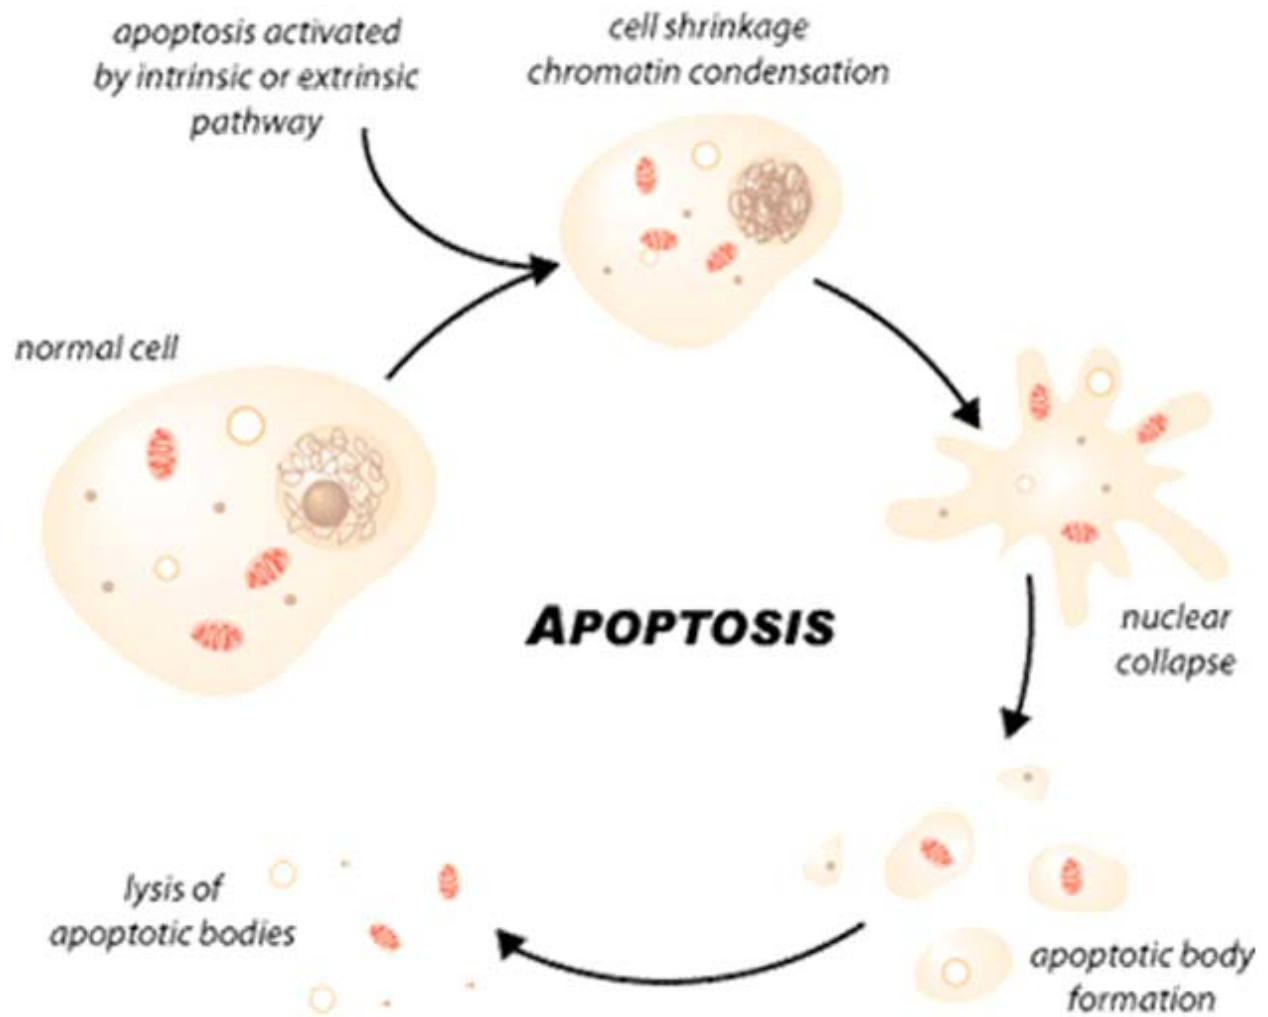 apoptosis activated
by intrinsic or extrinsic
pathway
cell shrinkage
chromatin condensation
normal cell
APOPTOSIS
nuclear
collapse
lysis of
apoptotic bodies
apoptotic body
formation